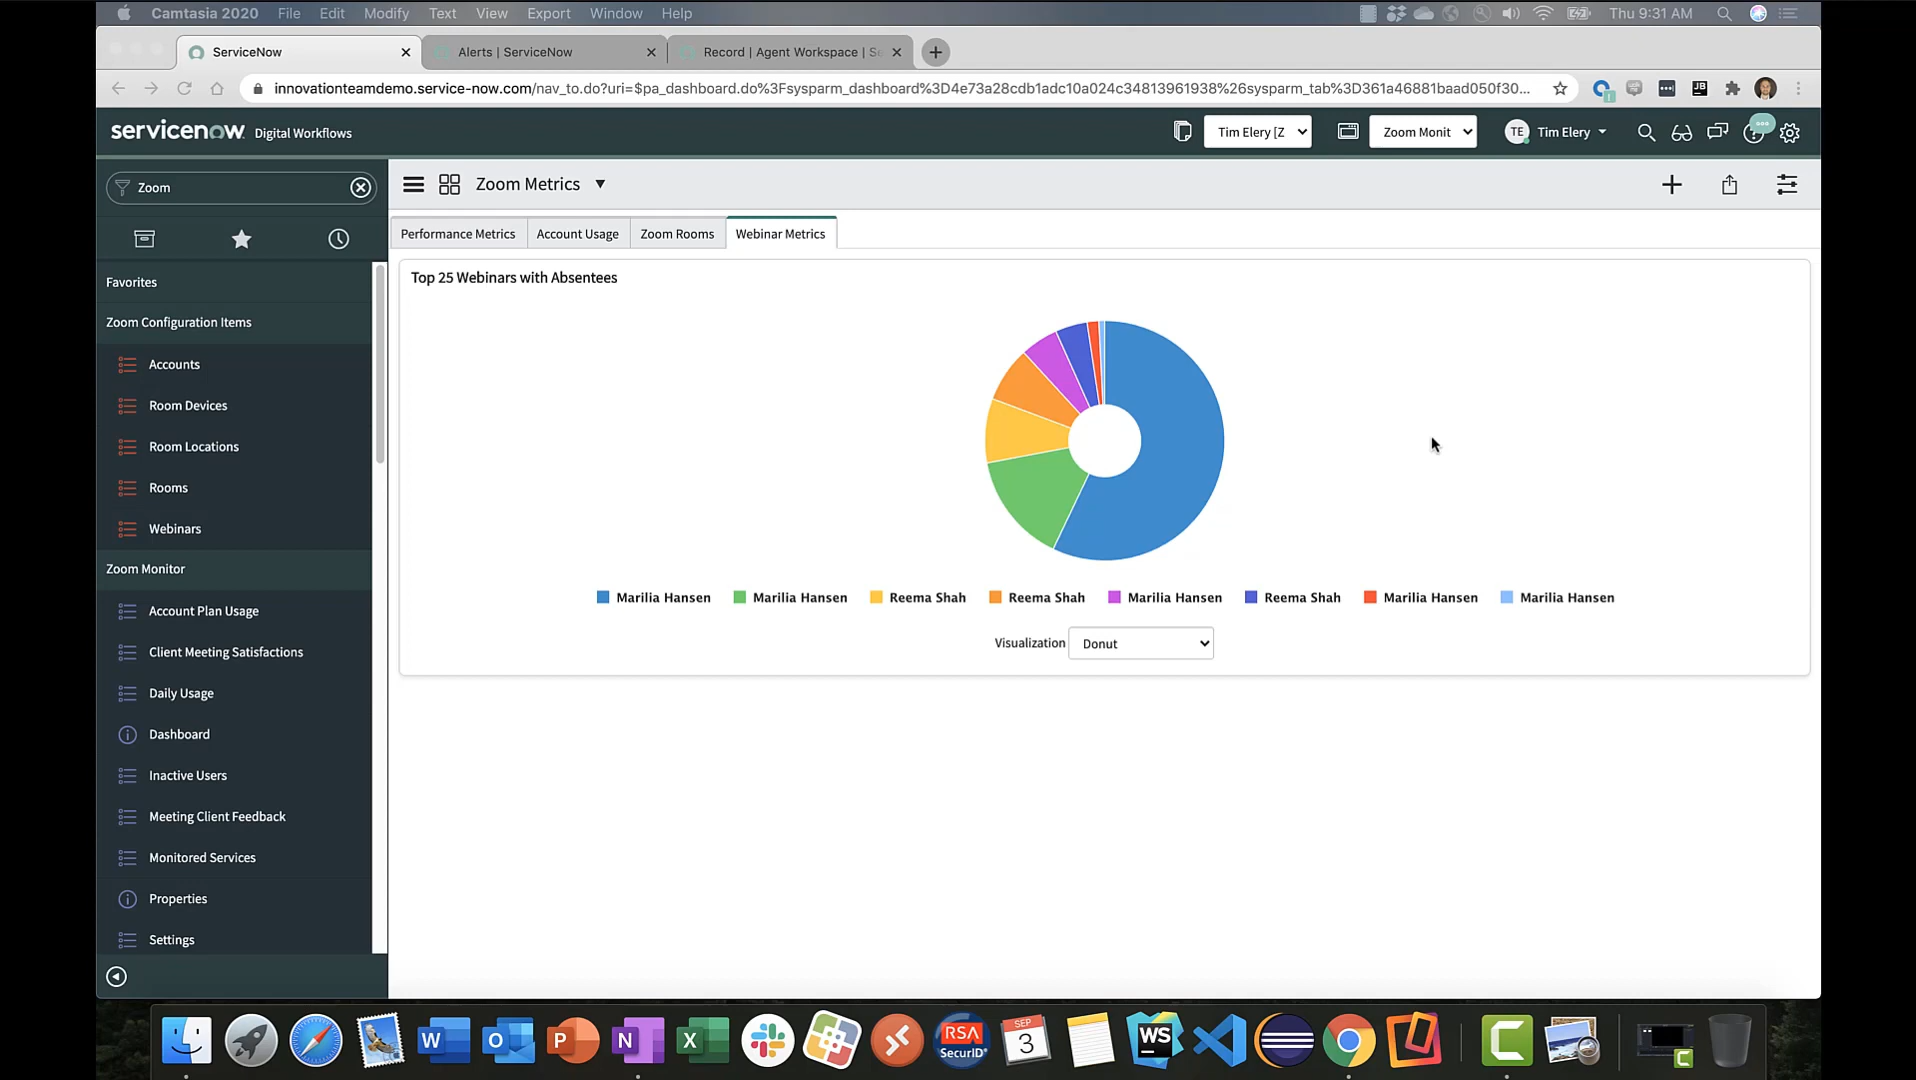 Camtasia 2020 File Edit Modify Text View Export Window Help Thu 9:31 AM
ServiceNow
Alerts | ServiceNow
Record | Agent Workspace | Se
innovationteamdemo.service-now.com/nav_to.do?uri=$pa_dashboard.do%3Fsysparm_dashboard%3D4e73a28cdb1adc10a024c34813961938%26sysparm_tab%3D361a46881baad050f30...
servicenow Digital Workflows
Tim Elery [Z
Zoom Monit
TE Tim Elery
Zoom
Zoom Metrics
Performance Metrics
Account Usage
Zoom Rooms
Webinar Metrics
Favorites
Zoom Configuration Items
Accounts
Room Devices
Room Locations
Rooms
Webinars
Zoom Monitor
Account Plan Usage
Client Meeting Satisfactions
Daily Usage
Dashboard
Inactive Users
Meeting Client Feedback
Monitored Services
Properties
Settings
Top 25 Webinars with Absentees
Marilia Hansen Marilia Hansen Reema Shah Reema Shah Marilia Hansen Reema Shah Marilia Hansen Marilia Hansen
Visualization Donut
W
O
P
N
X
RSA
SecurID
SEP
3
WS
C